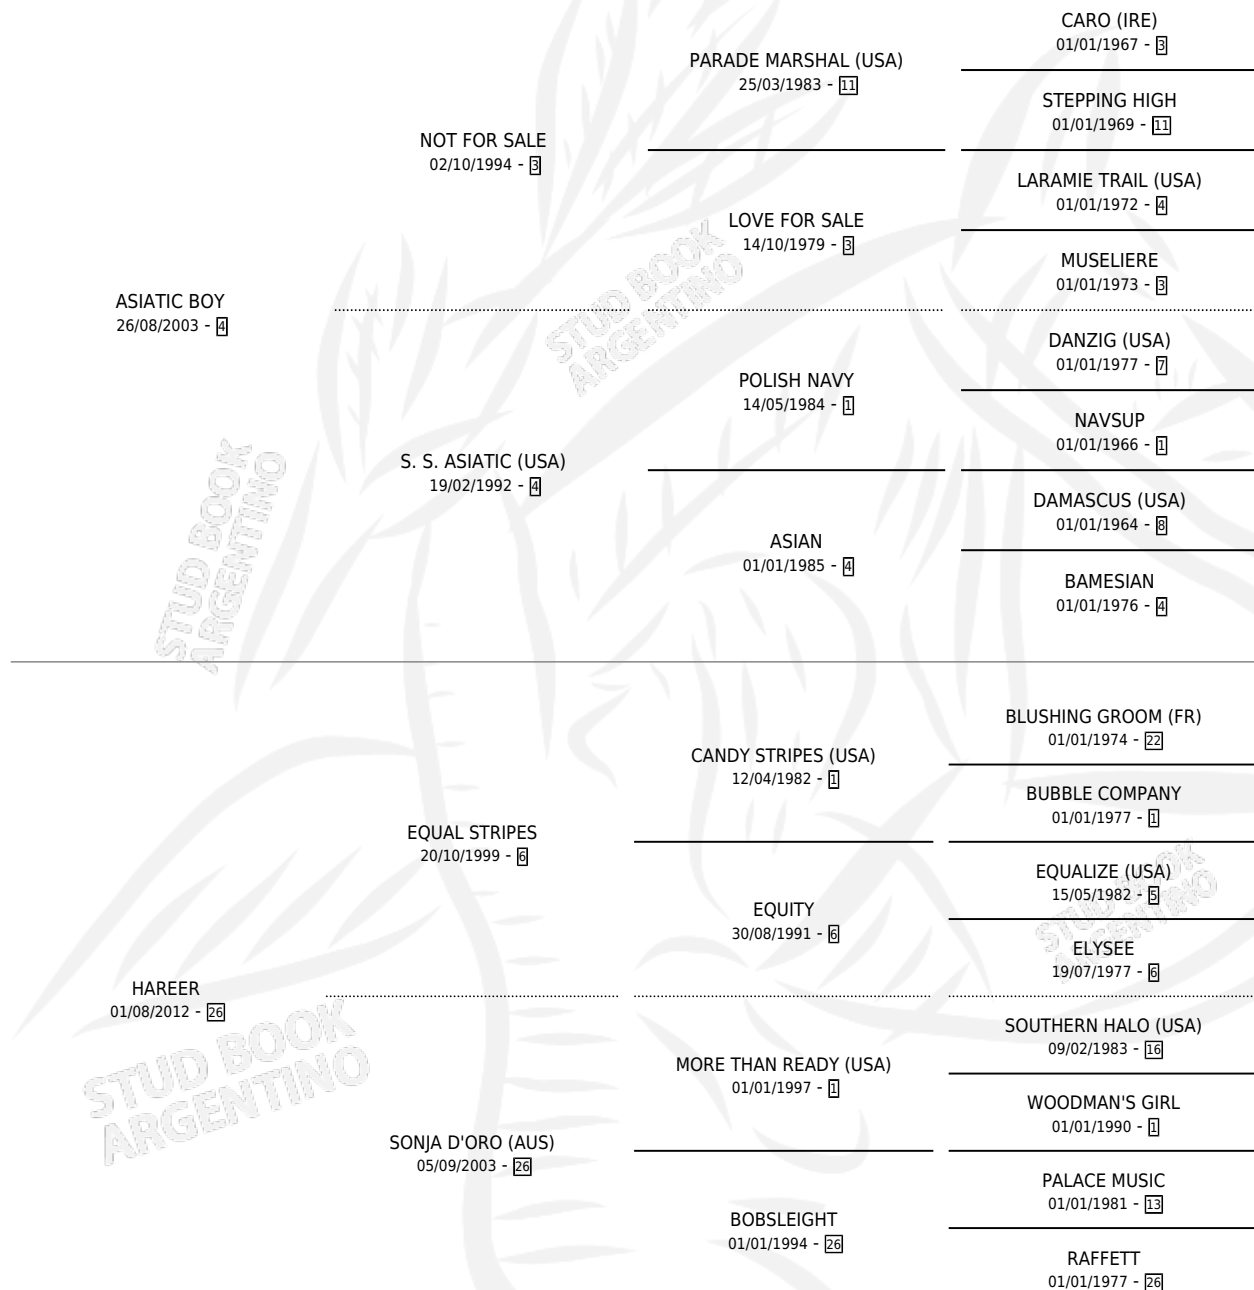 CARO (IRE)
01/01/1967 - 3
PARADE MARSHAL (USA)
25/03/1983 - 11
STEPPING HIGH
01/01/1969 - 11
NOT FOR SALE
02/10/1994 - 3
LARAMIE TRAIL (USA)
01/01/1972 - 4
LOVE FOR SALE
14/10/1979 - 3
MUSELIERE
01/01/1973 - 3
ASIATIC BOY
26/08/2003 - 4
STUD BOOK
ARGENTINO
DANZIG (USA)
01/01/1977 - 7
POLISH NAVY
14/05/1984 - 1
NAVSUP
01/01/1966 - 1
S. S. ASIATIC (USA)
19/02/1992 - 4
DAMASCUS (USA)
01/01/1964 - 8
ASIAN
01/01/1985 - 4
BAMESIAN
01/01/1976 - 4
STUD BOOK
ARGENTINO
BLUSHING GROOM (FR)
01/01/1974 - 22
CANDY STRIPES (USA)
12/04/1982 - 1
BUBBLE COMPANY
01/01/1977 - 1
EQUAL STRIPES
20/10/1999 - 6
EQUALIZE (USA)
15/05/1982 - 5
EQUITY
30/08/1991 - 6
ELYSEE
19/07/1977 - 6
STUD BOOK
ARGENTINO
HAREER
01/08/2012 - 26
SOUTHERN HALO (USA)
09/02/1983 - 16
MORE THAN READY (USA)
01/01/1997 - 1
WOODMAN'S GIRL
01/01/1990 - 1
STUD BOOK
ARGENTINO
SONJA D'ORO (AUS)
05/09/2003 - 26
PALACE MUSIC
01/01/1981 - 13
BOBSLEIGHT
01/01/1994 - 26
RAFFETT
01/01/1977 - 26